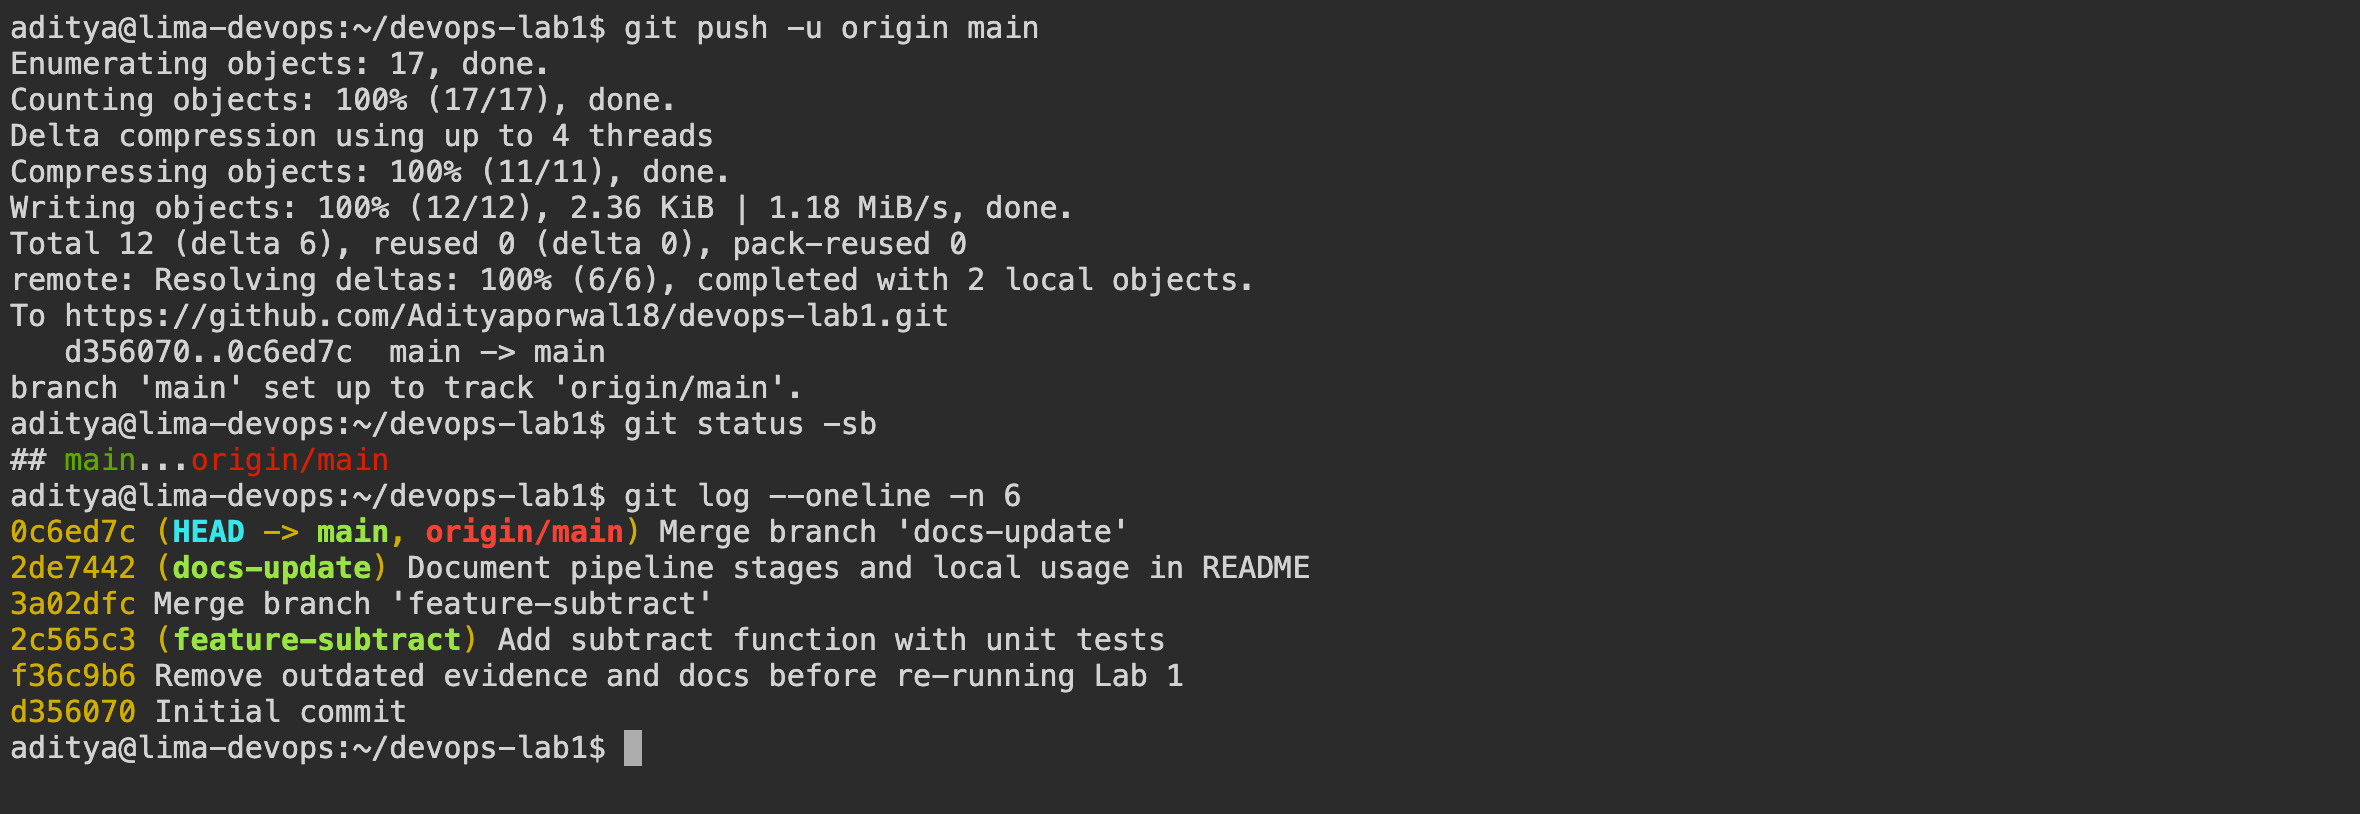 aditya@lima-devops:~/devops-lab1$ git push -u origin main
Enumerating objects: 17, done.
Counting objects: 100% (17/17), done.
Delta compression using up to 4 threads
Compressing objects: 100% (11/11), done.
Writing objects: 100% (12/12), 2.36 KiB | 1.18 MiB/s, done.
Total 12 (delta 6), reused 0 (delta 0), pack-reused 0
remote: Resolving deltas: 100% (6/6), completed with 2 local objects.
To https://github.com/Adityaporwal18/devops-lab1.git
   d356070..0c6ed7c  main -> main
branch 'main' set up to track 'origin/main'.
aditya@lima-devops:~/devops-lab1$ git status -sb
## main...origin/main
aditya@lima-devops:~/devops-lab1$ git log --oneline -n 6
0c6ed7c (HEAD -> main, origin/main) Merge branch 'docs-update'
2de7442 (docs-update) Document pipeline stages and local usage in README
3a02dfc Merge branch 'feature-subtract'
2c565c3 (feature-subtract) Add subtract function with unit tests
f36c9b6 Remove outdated evidence and docs before re-running Lab 1
d356070 Initial commit
aditya@lima-devops:~/devops-lab1$